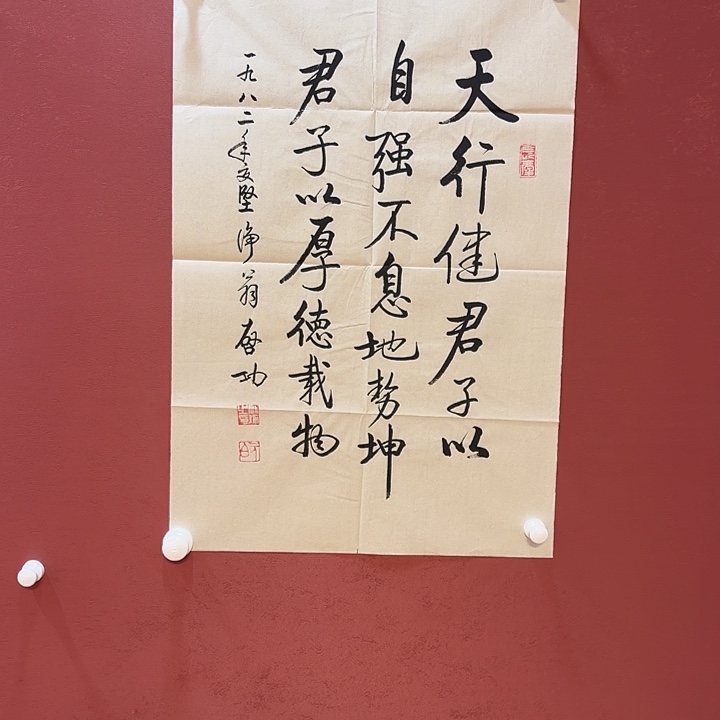 天行健君子以
自强不息地势坤
君子以厚德载物
一九八二年夏坚净翁启功